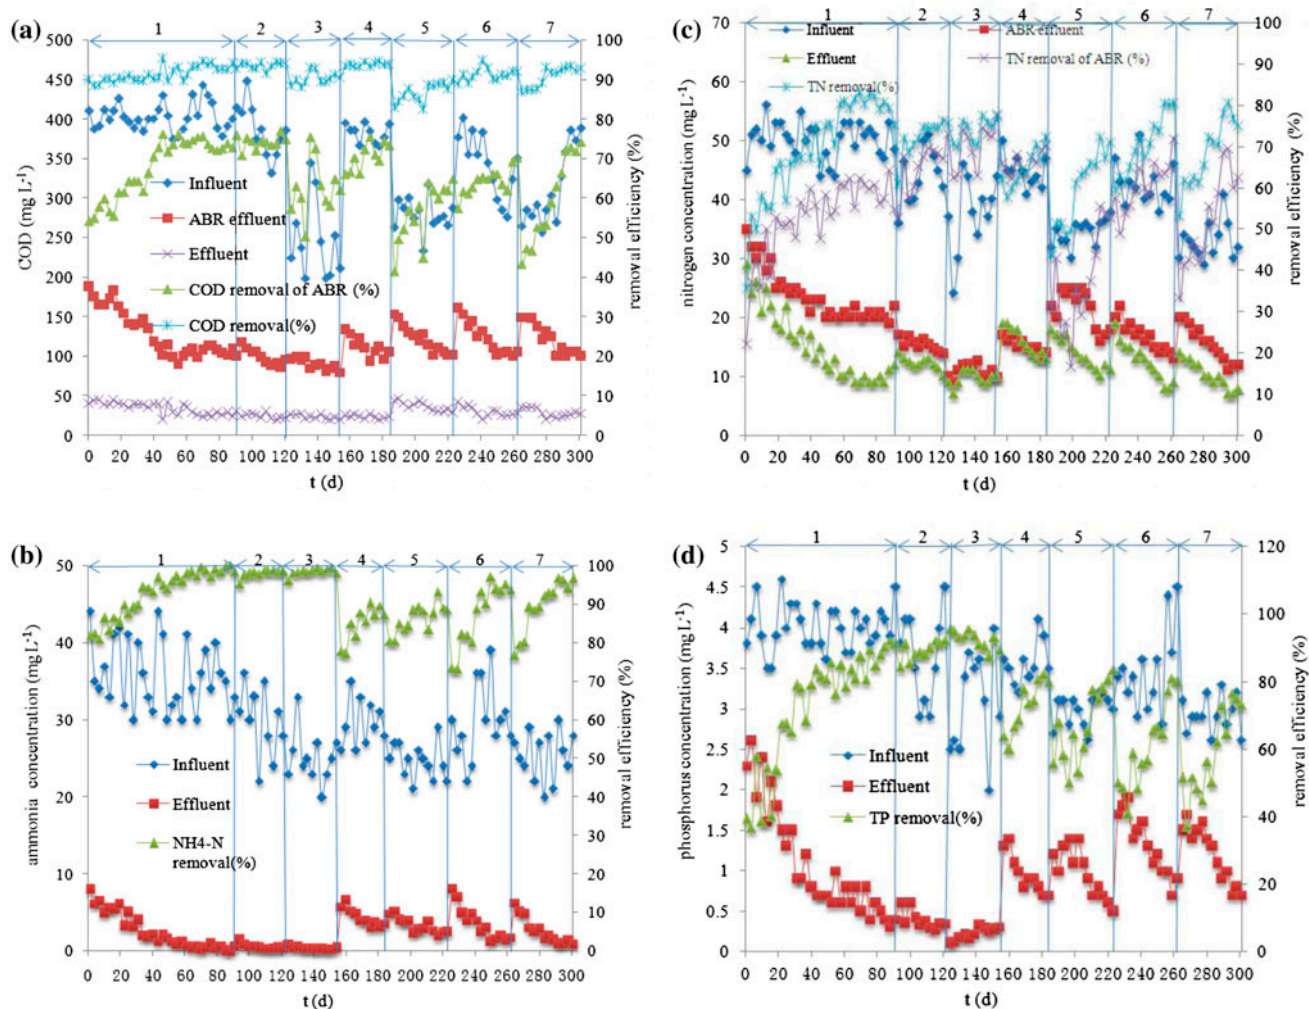 (a)
1 2 3 4 5 6 7
500 450 400 350 300 250 200 150 100 50 0
COD (mg L⁻¹)
Influent
ABR effluent
Effluent
COD removal of ABR (%)
COD removal(%)
100 90 80 70 60 50 40 30 20 10 0
removal efficiency (%)
0 20 40 60 80 100 120 140 160 180 200 220 240 260 280 300
t (d)
(c)
1 2 3 4 5 6 7
70 60 50 40 30 20 10 0
nitrogen concentration (mg L⁻¹)
Influent
ABR effluent
Effluent
TN removal of ABR (%)
TN removal(%)
100 90 80 70 60 50 40 30 20 10 0
removal efficiency (%)
0 20 40 60 80 100 120 140 160 180 200 220 240 260 280 300
t (d)
(b)
1 2 3 4 5 6 7
50 40 30 20 10 0
ammonia concentration (mg L⁻¹)
Influent
Effluent
NH4-N
removal(%)
100 90 80 70 60 50 40 30 20 10 0
removal efficiency (%)
0 20 40 60 80 100 120 140 160 180 200 220 240 260 280 300
t (d)
(d)
1 2 3 4 5 6 7
5 4.5 4 3.5 3 2.5 2 1.5 1 0.5 0
phosphorus concentration (mg L⁻¹)
Influent
Effluent
TP removal(%)
120 100 80 60 40 20 0
removal efficiency (%)
0 20 40 60 80 100 120 140 160 180 200 220 240 260 280 300
t (d)